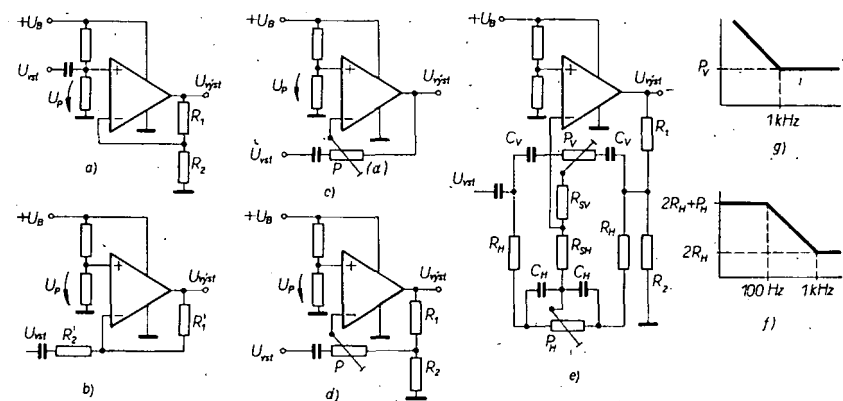 +U_B
U_vst
U_P
U_výst
R_1
R_2
a)
+U_B
U_P
U_výst
U_vst
R_2'
R_1'
b)
+U_B
U_P
U_výst
U_vst
P
(α)
c)
+U_B
U_P
U_výst
U_vst
P
R_1
R_2
d)
+U_B
U_výst
R_1
C_V
P_V
C_V
U_vst
R_SV
R_H
R_SH
R_H
C_H
C_H
R_2
P_H
e)
P_V
1kHz
g)
2R_H+P_H
2R_H
100 Hz
1kHz
f)